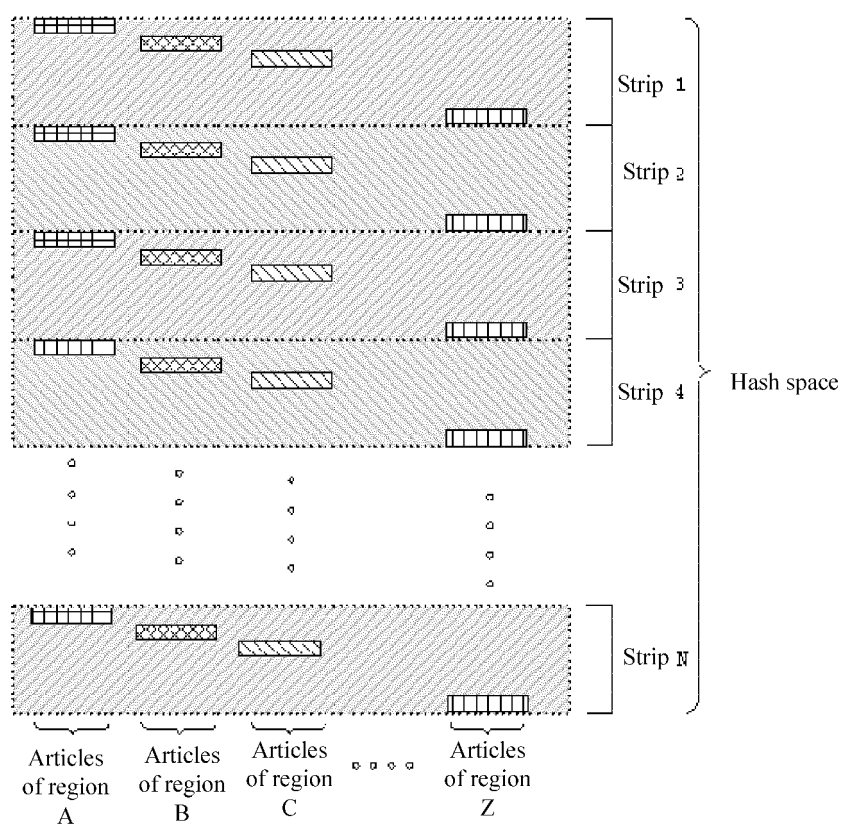 Strip 1
Strip 2
Strip 3
Strip 4
Hash space
Strip N
Articles
of region
A
Articles
of region
B
Articles
of region
C
Articles
of region
Z